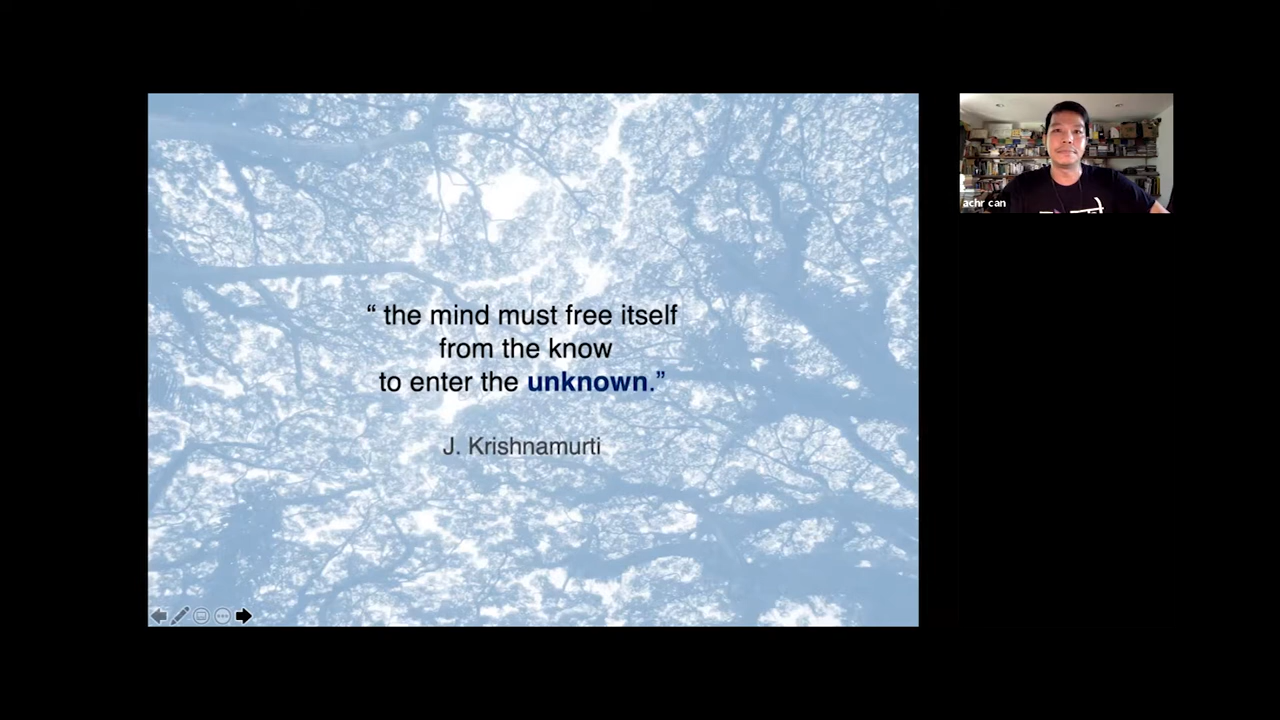 “ the mind must free itself
from the know
to enter the unknown.”
J. Krishnamurti
achr can